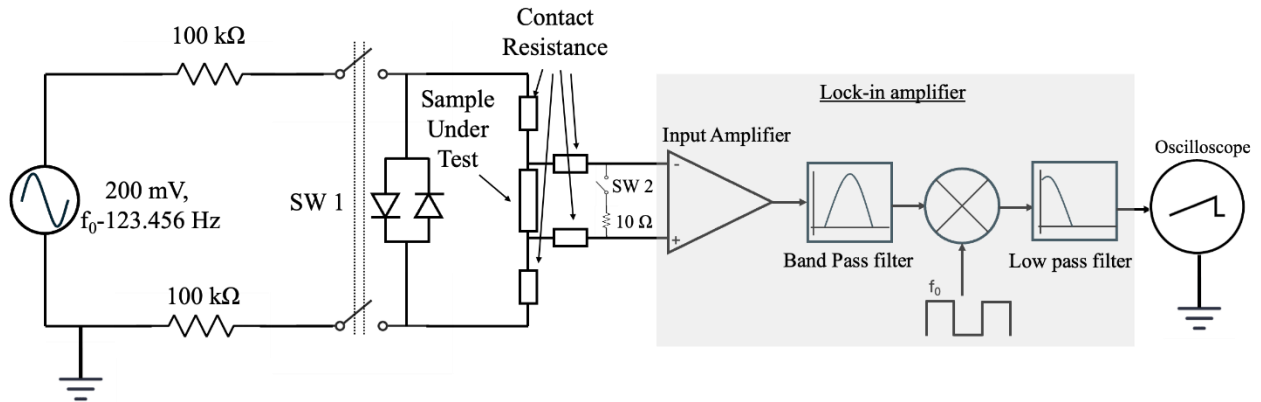 Contact
Resistance
100 kΩ
Lock-in amplifier
Sample
Under
Test
Input Amplifier
Oscilloscope
-
SW 2
200 mV,
f₀-123.456 Hz
SW 1
10 Ω
+
Band Pass filter
Low pass filter
100 kΩ
f₀